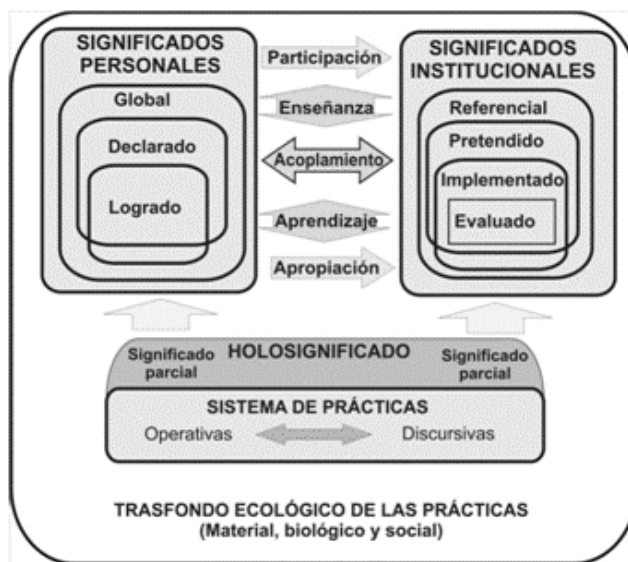 SIGNIFICADOS
PERSONALES
Global
Declarado
Logrado
Participación
Enseñanza
Acoplamiento
Aprendizaje
Apropiación
SIGNIFICADOS
INSTITUCIONALES
Referencial
Pretendido
Implementado
Evaluado
HOLOSIGNIFICADO
Significado
parcial
Significado
parcial
SISTEMA DE PRÁCTICAS
Operativas
Discursivas
TRASFONDO ECOLÓGICO DE LAS PRÁCTICAS
(Material, biológico y social)